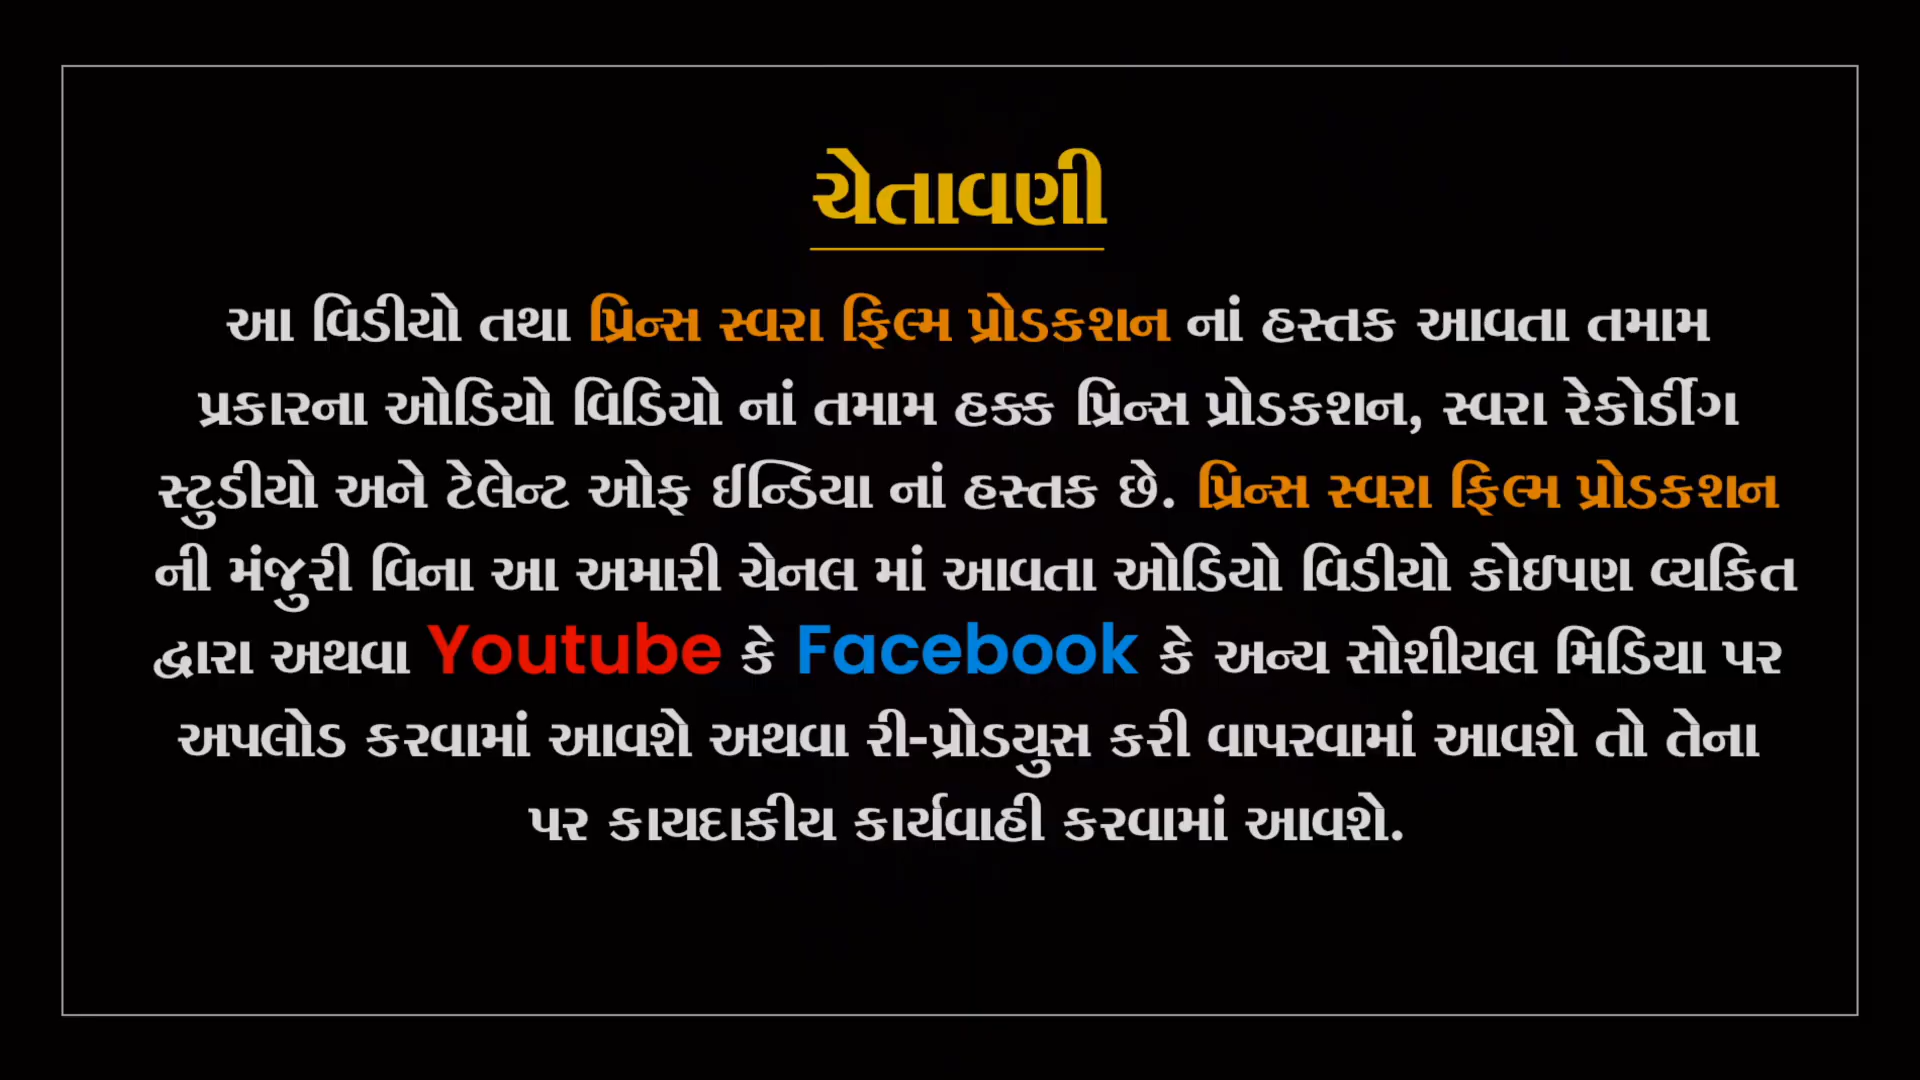 ચેતાવણી
આ વિડીયો તથા પ્રિન્સ સ્વરા ફિલ્મ પ્રોડકશન નાં હસ્તક આવતા તમામ
પ્રકારના ઓડિયો વિડિયો નાં તમામ હક્ક પ્રિન્સ પ્રોડકશન, સ્વરા રેકોર્ડીંગ
સ્ટુડીયો અને ટેલેન્ટ ઓફ ઈન્ડિયા નાં હસ્તક છે. પ્રિન્સ સ્વરા ફિલ્મ પ્રોડકશન
ની મંજુરી વિના આ અમારી ચેનલ માં આવતા ઓડિયો વિડીયો કોઇપણ વ્યકિત
દ્વારા અથવા Youtube કે Facebook કે અન્ય સોશીયલ મિડિયા પર
અપલોડ કરવામાં આવશે અથવા રી-પ્રોડયુસ કરી વાપરવામાં આવશે તો તેના
પર કાયદાકીય કાર્યવાહી કરવામાં આવશે.